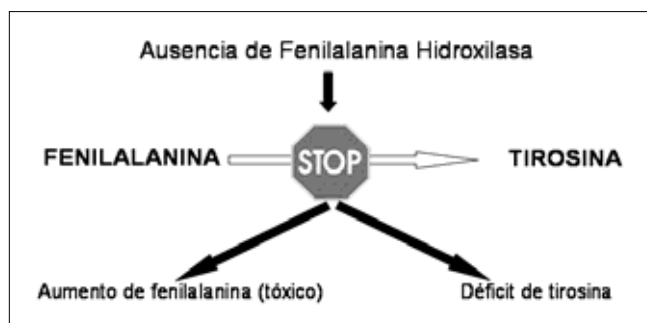 Ausencia de Fenilalanina Hidroxilasa
FENILALANINA STOP TIROSINA
Aumento de fenilalanina (tóxico) Déficit de tirosina